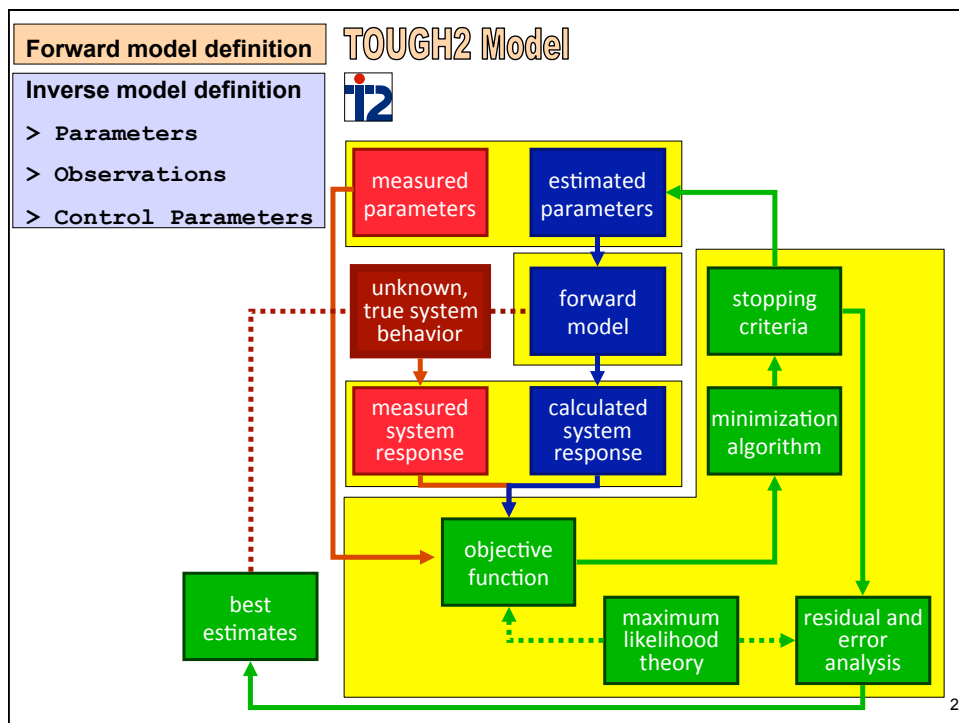 Forward model definition
TOUGH2 Model
Inverse model definition
> Parameters
> Observations
> Control Parameters
i2
measured
parameters
estimated
parameters
unknown,
true system
behavior
forward
model
stopping
criteria
measured
system
response
calculated
system
response
minimization
algorithm
objective
function
best
estimates
maximum
likelihood
theory
residual and
error
analysis
2